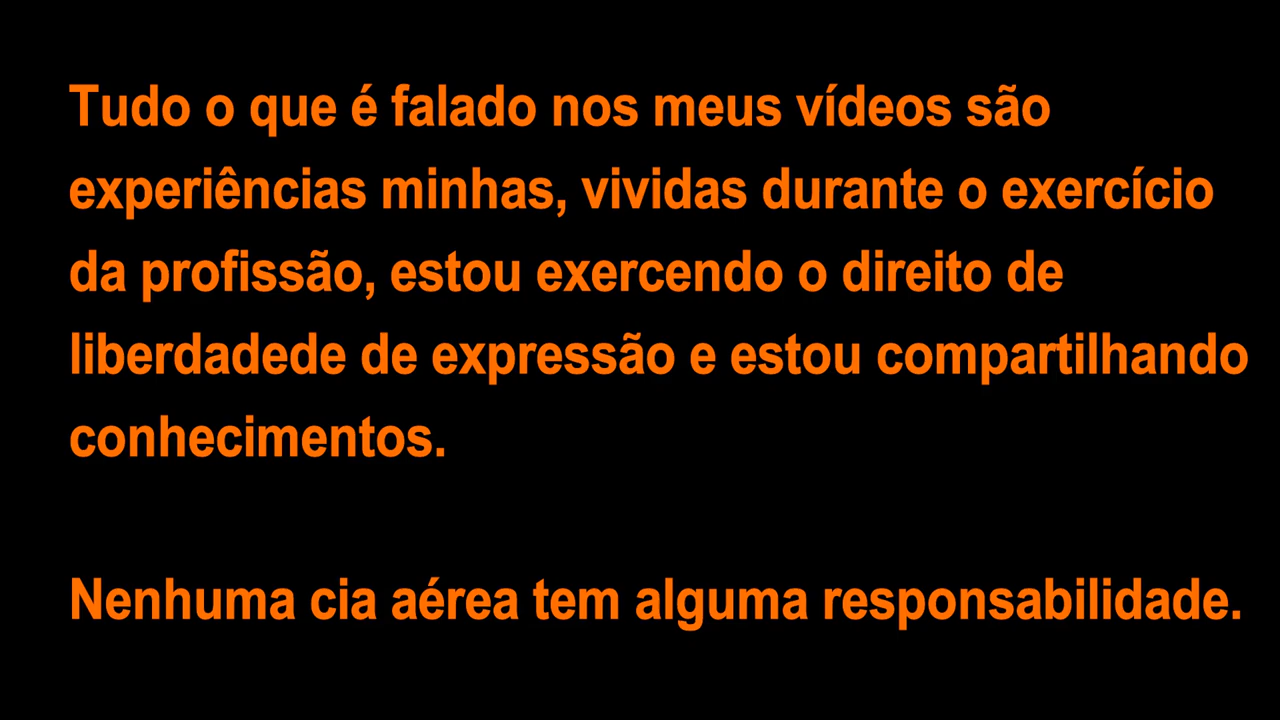 Tudo o que é falado nos meus vídeos são
experiências minhas, vividas durante o exercício
da profissão, estou exercendo o direito de
liberdadede de expressão e estou compartilhando
conhecimentos.
Nenhuma cia aérea tem alguma responsabilidade.